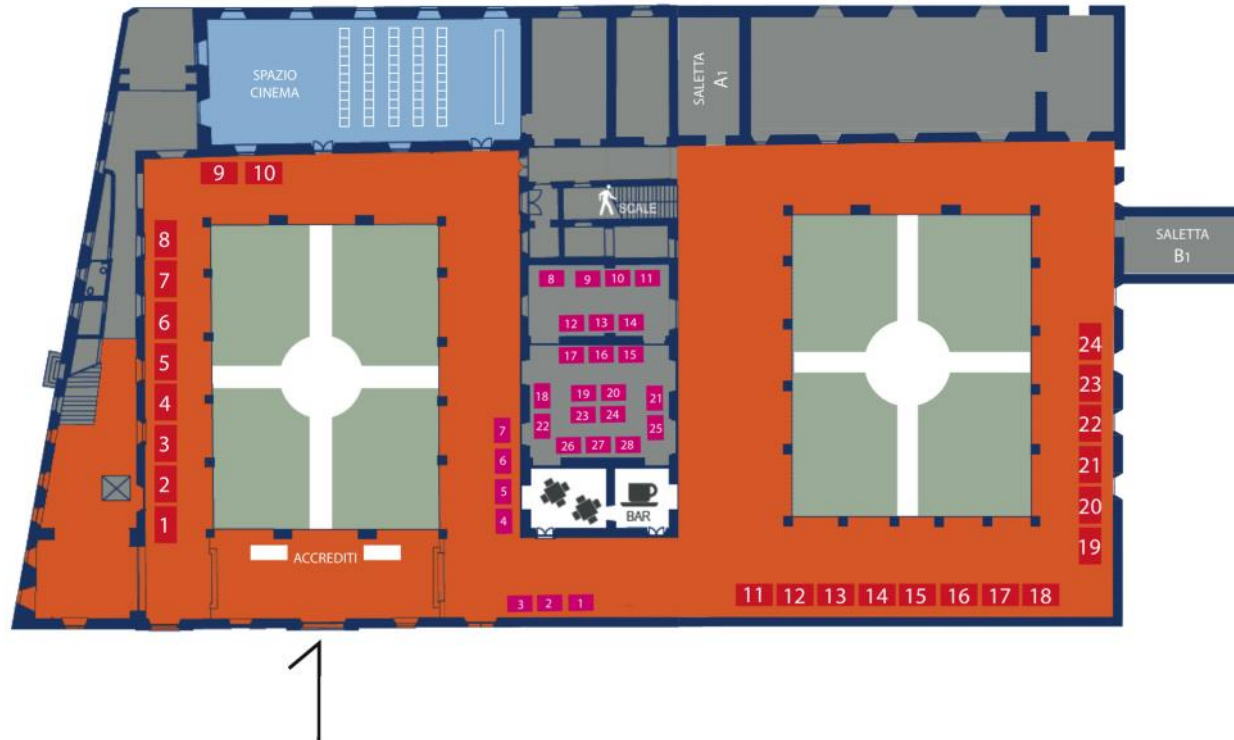 SPAZIO
CINEMA
SALETTA
A1
9 10
SCALE
SALETTA
B1
8
7
6
5
4
3
2
1
8 9 10 11
12 13 14
17 16 15
18 19 20 21
22 23 24 25
26 27 28
7
6
5
4
BAR
24
23
22
21
20
19
ACCREDITI
3 2 1
11 12 13 14 15 16 17 18